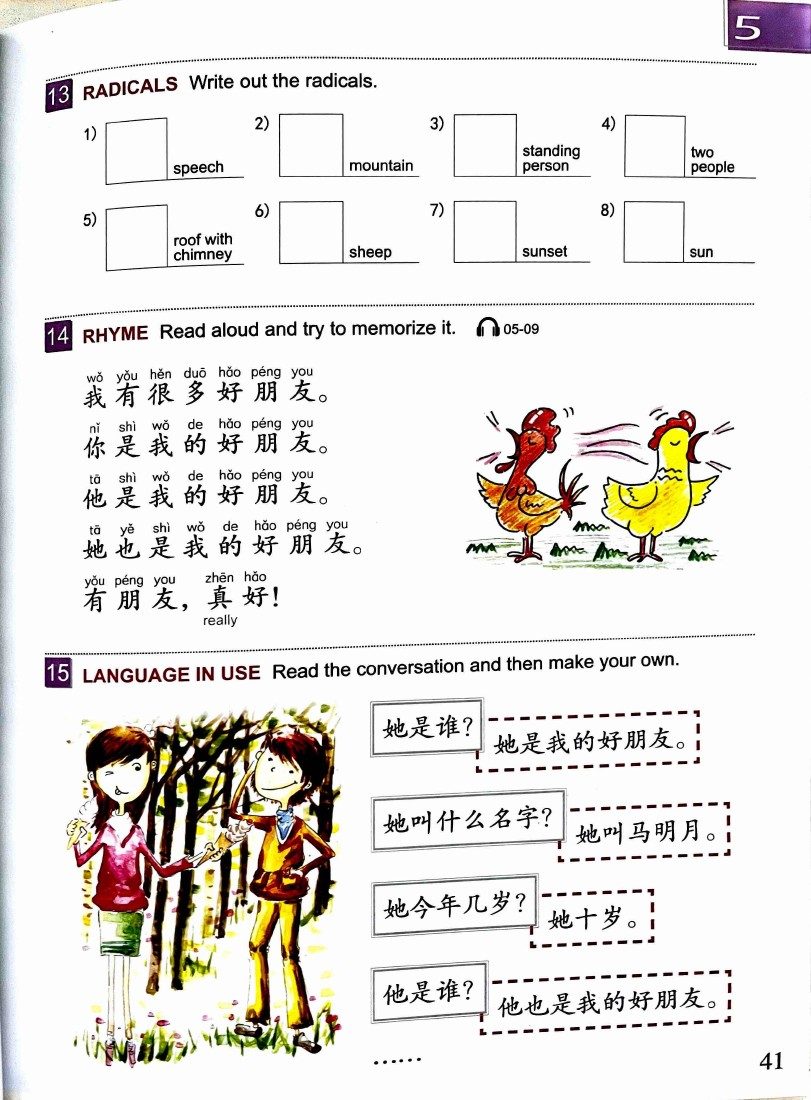 5
13 RADICALS Write out the radicals.
1) speech
2) mountain
3) standing person
4) two people
5) roof with chimney
6) sheep
7) sunset
8) sun
14 RHYME Read aloud and try to memorize it. 05-09
wǒ yǒu hěn duō hǎo péng you
我有很多好朋友。
nǐ shì wǒ de hǎo péng you
你是我的好朋友。
tā shì wǒ de hǎo péng you
他是我的好朋友。
tā yě shì wǒ de hǎo péng you
她也是我的好朋友。
yǒu péng you zhēn hǎo
有朋友，真好!
really
15 LANGUAGE IN USE Read the conversation and then make your own.
她是谁?
她是我的好朋友。
她叫什么名字?
她叫马明月。
她今年几岁?
她十岁。
他是谁?
他也是我的好朋友。
……
41